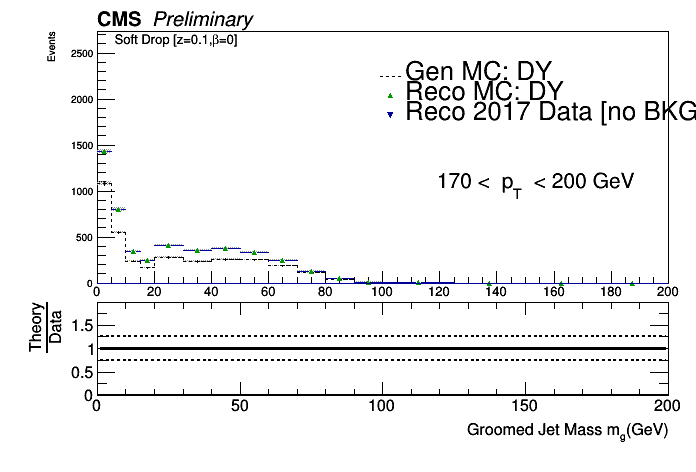 CMS Preliminary
Events
Soft Drop [z=0.1,β=0]
2500
2000
1500
1000
500
0
Gen MC: DY
Reco MC: DY
Reco 2017 Data [no BKG
170 < pT < 200 GeV
0 20 40 60 80 100 120 140 160 180 200
Theory
Data
1.5
1
0.5
0
0 50 100 150 200
Groomed Jet Mass mg(GeV)